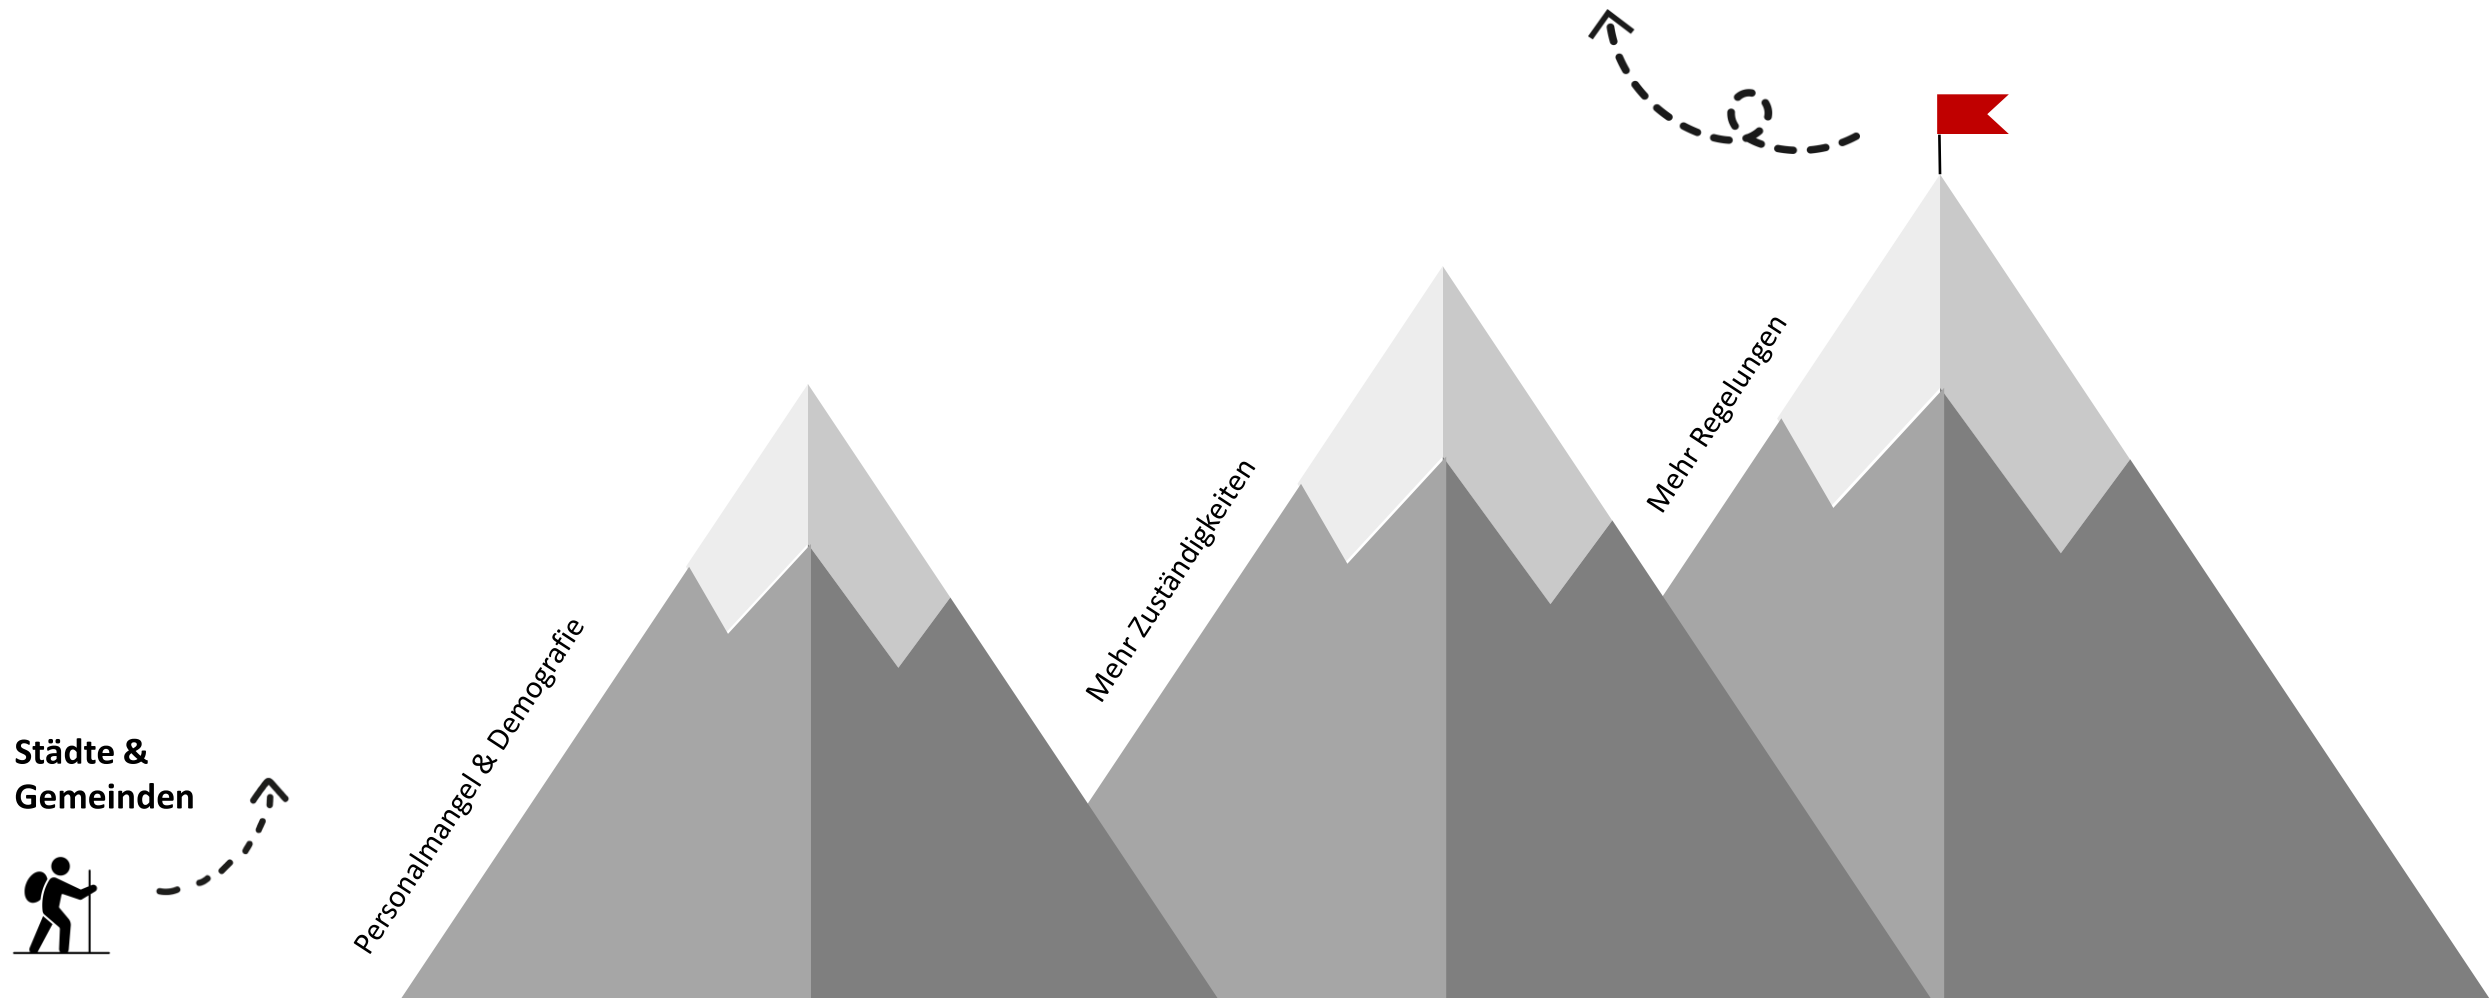 Städte &
Gemeinden
Personalmangel & Demografie
Mehr Zuständigkeiten
Mehr Regelungen